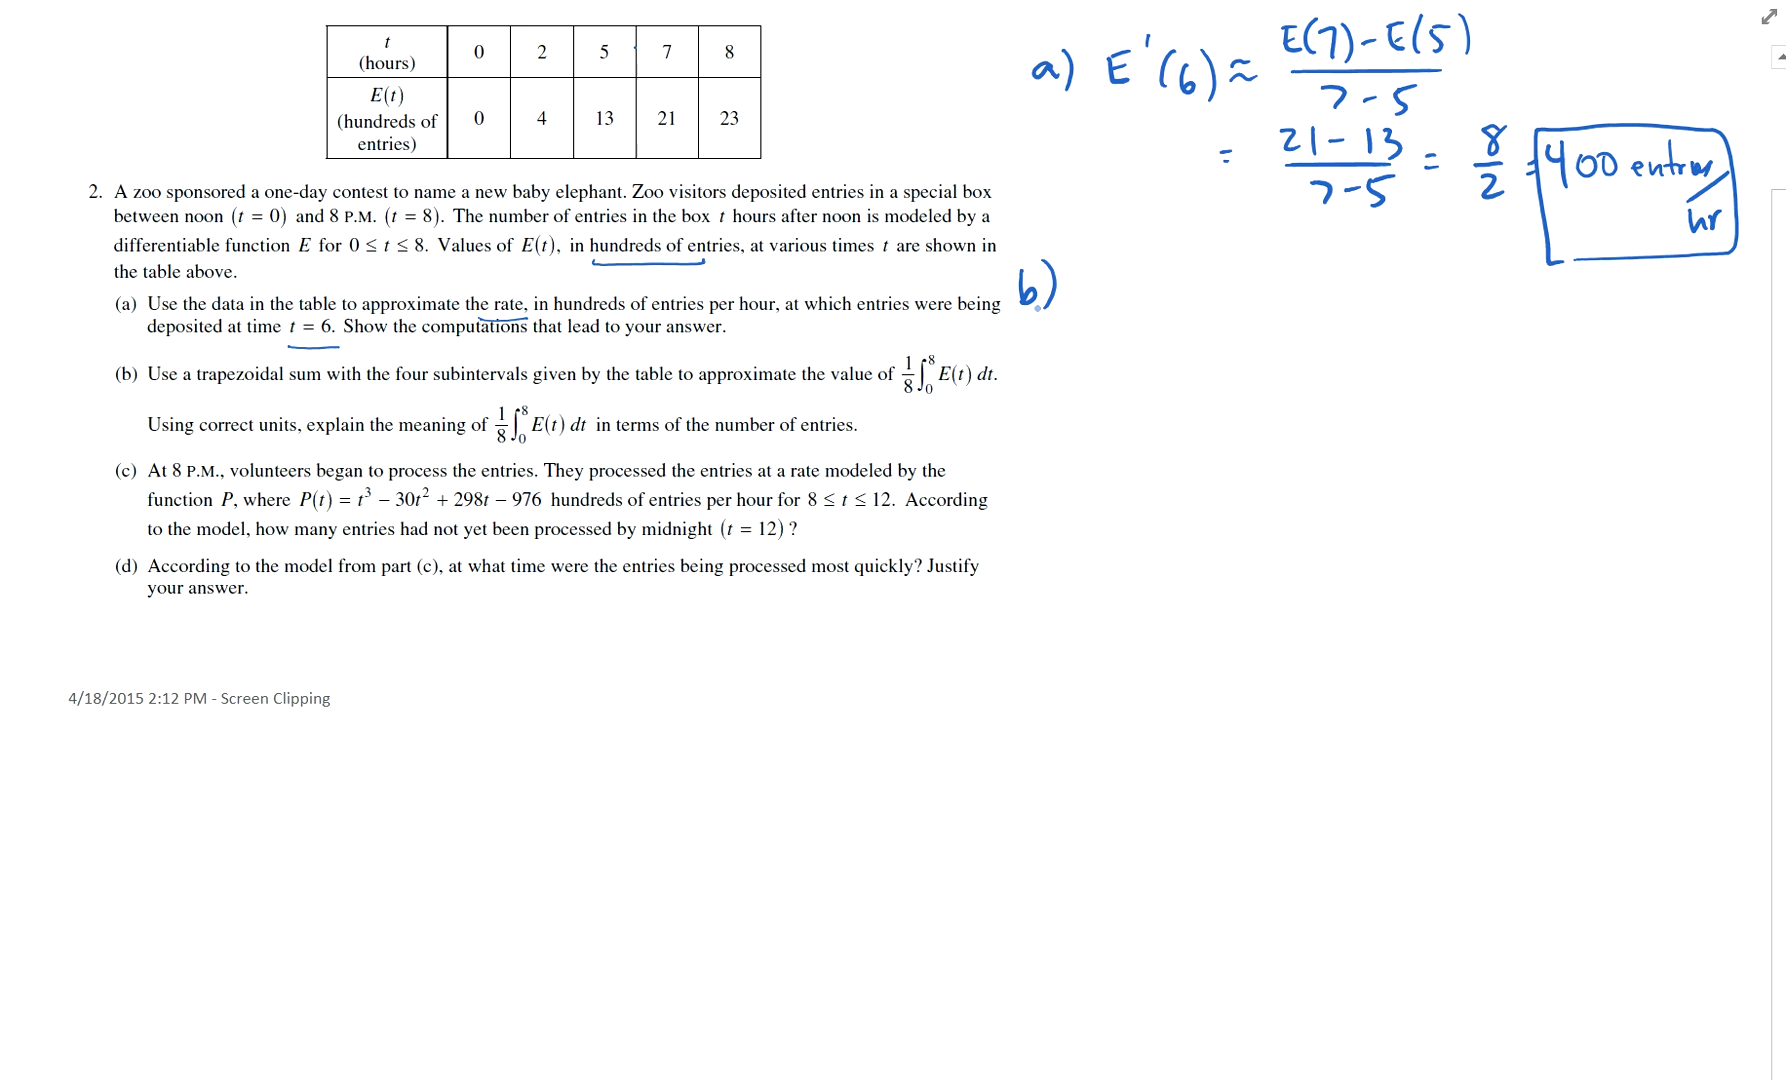 t (hours) 0 2 5 7 8
E(t) (hundreds of entries) 0 4 13 21 23
2. A zoo sponsored a one-day contest to name a new baby elephant. Zoo visitors deposited entries in a special box
between noon (t = 0) and 8 P.M. (t = 8). The number of entries in the box t hours after noon is modeled by a
differentiable function E for 0 ≤ t ≤ 8. Values of E(t), in hundreds of entries, at various times t are shown in
the table above.
(a) Use the data in the table to approximate the rate, in hundreds of entries per hour, at which entries were being
deposited at time t = 6. Show the computations that lead to your answer.
(b) Use a trapezoidal sum with the four subintervals given by the table to approximate the value of 1/8 ∫₀⁸ E(t) dt.
Using correct units, explain the meaning of 1/8 ∫₀⁸ E(t) dt in terms of the number of entries.
(c) At 8 P.M., volunteers began to process the entries. They processed the entries at a rate modeled by the
function P, where P(t) = t³ − 30t² + 298t − 976 hundreds of entries per hour for 8 ≤ t ≤ 12. According
to the model, how many entries had not yet been processed by midnight (t = 12) ?
(d) According to the model from part (c), at what time were the entries being processed most quickly? Justify
your answer.
4/18/2015 2:12 PM - Screen Clipping
a) E'(6) ≈ E(7)-E(5) / 7-5
= 21-13 / 7-5 = 8/2 = 400 entries/hr
b)